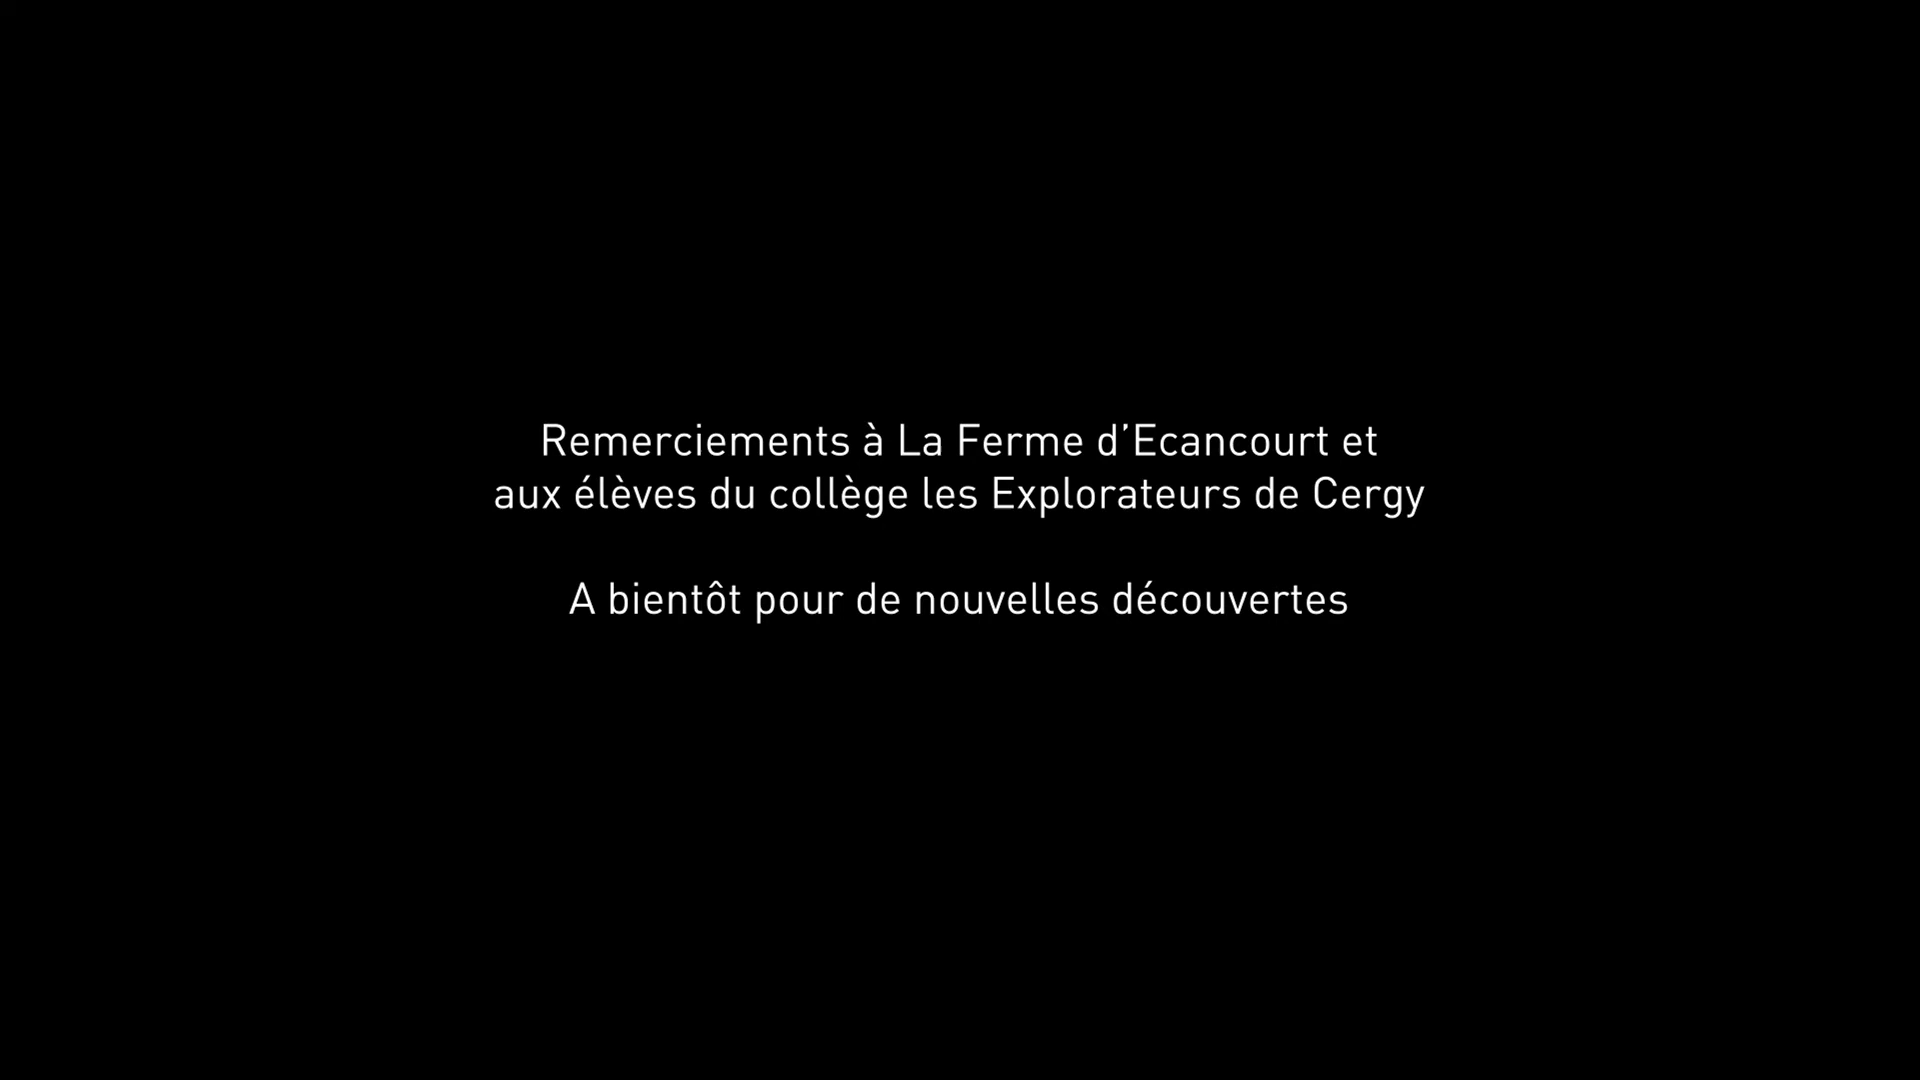 Remerciements à La Ferme d’Ecancourt et
aux élèves du collège les Explorateurs de Cergy
A bientôt pour de nouvelles découvertes